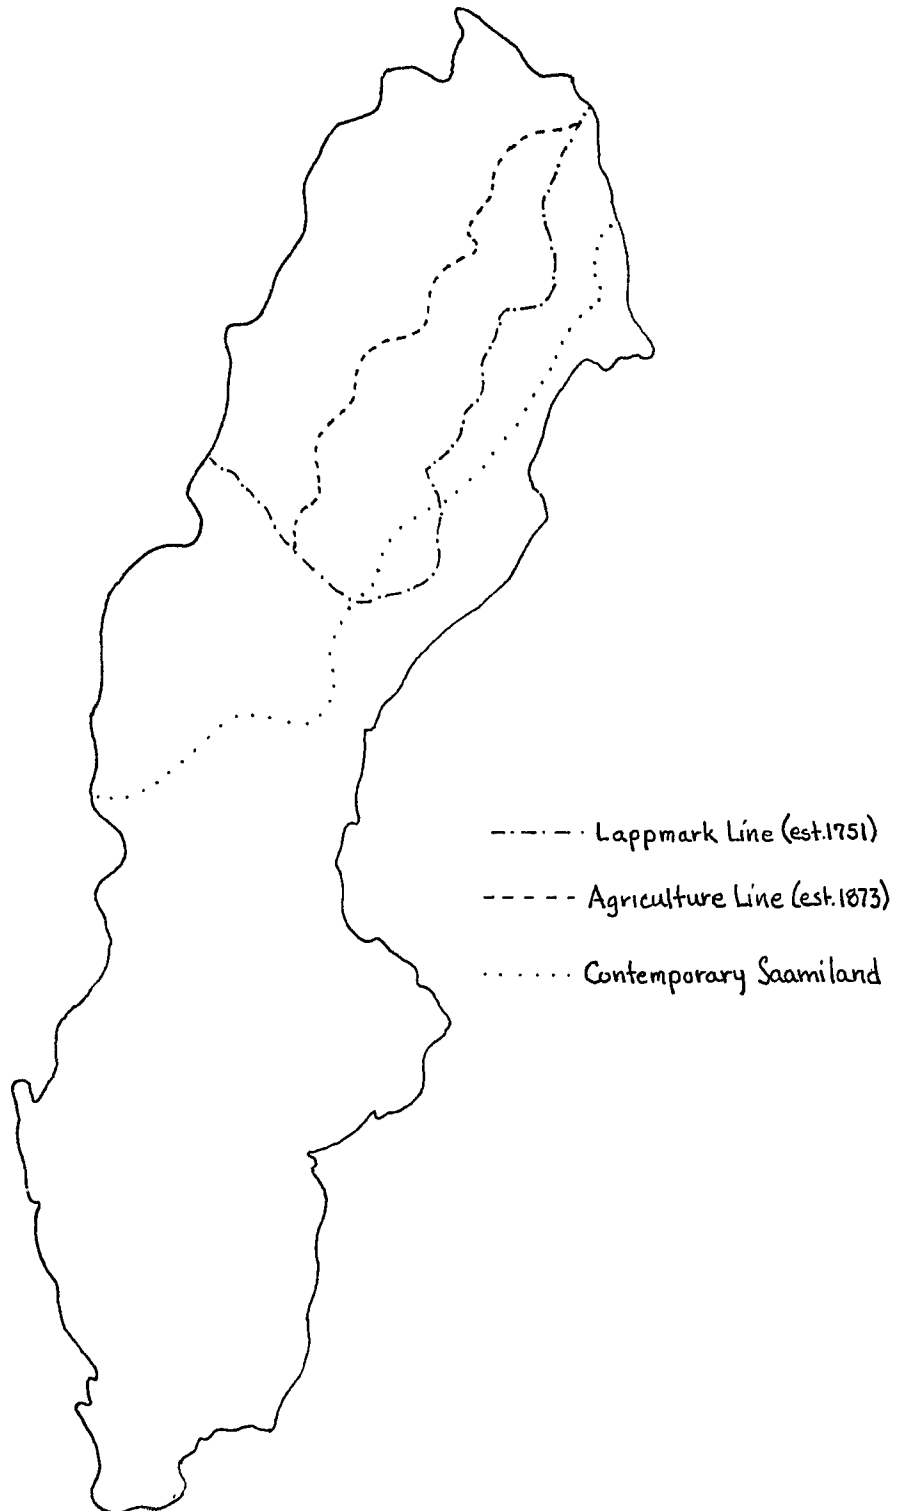 Lappmark Line (est.1751)
Agriculture Line (est.1873)
Contemporary Saamiland